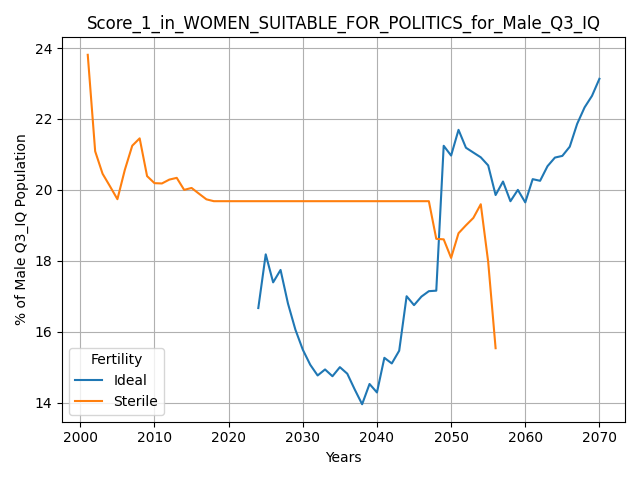 Score_1_in_WOMEN_SUITABLE_FOR_POLITICS_for_Male_Q3_IQ
24
22
20
18
16
14
% of Male Q3_IQ Population
Fertility
Ideal
Sterile
2000 2010 2020 2030 2040 2050 2060 2070
Years